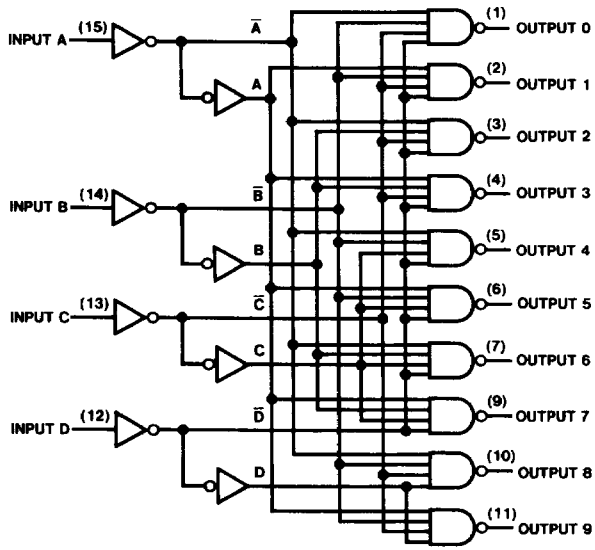 (1)
OUTPUT 0
INPUT A (15) A̅
(2)
OUTPUT 1
A
(3)
OUTPUT 2
(4)
OUTPUT 3
INPUT B (14) B̅
(5)
OUTPUT 4
B
(6)
OUTPUT 5
INPUT C (13) C̅
(7)
OUTPUT 6
C
(9)
OUTPUT 7
INPUT D (12) D̅
(10)
OUTPUT 8
D
(11)
OUTPUT 9